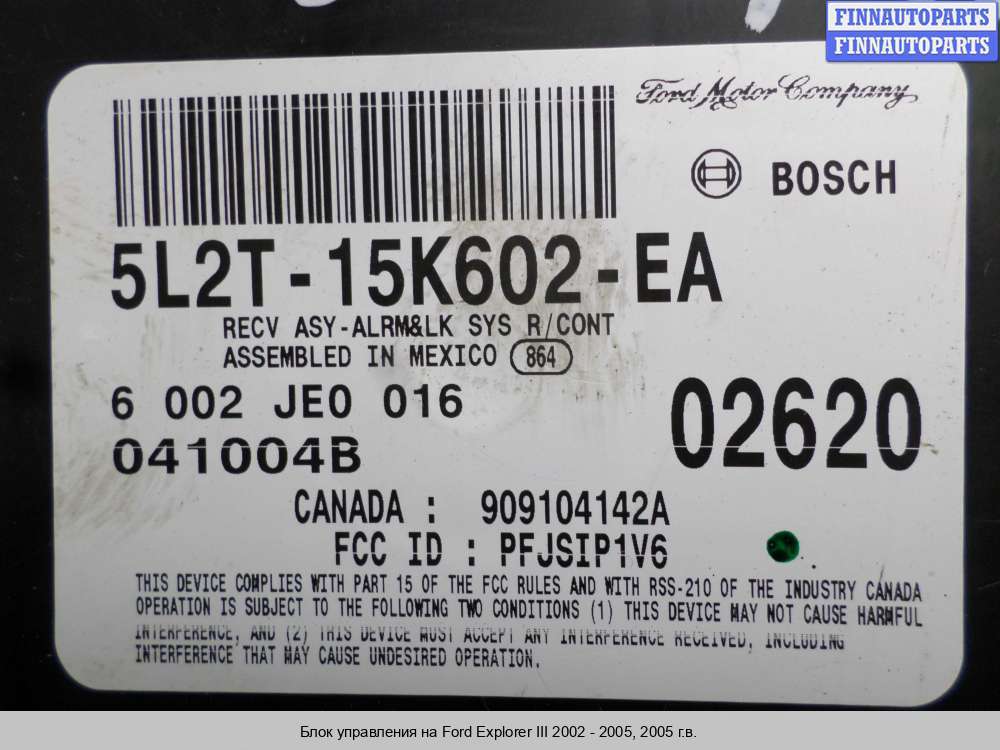 FINNAUTOPARTS
FINNAUTOPARTS
Ford Motor Company
BOSCH
5L2T-15K602-EA
RECV ASY-ALRM&LK SYS R/CONT
ASSEMBLED IN MEXICO 864
6 002 JE0 016
041004B
02620
CANADA : 909104142A
FCC ID : PFJSIP1V6
THIS DEVICE COMPLIES WITH PART 15 OF THE FCC RULES AND WITH RSS-210 OF THE INDUSTRY CANADA
OPERATION IS SUBJECT TO THE FOLLOWING TWO CONDITIONS (1) THIS DEVICE MAY NOT CAUSE HARMFUL
INTERFERENCE, AND (2) THIS DEVICE MUST ACCEPT ANY INTERFERENCE RECEIVED, INCLUDING
INTERFERENCE THAT MAY CAUSE UNDESIRED OPERATION.
Блок управления на Ford Explorer III 2002 - 2005, 2005 г.в.